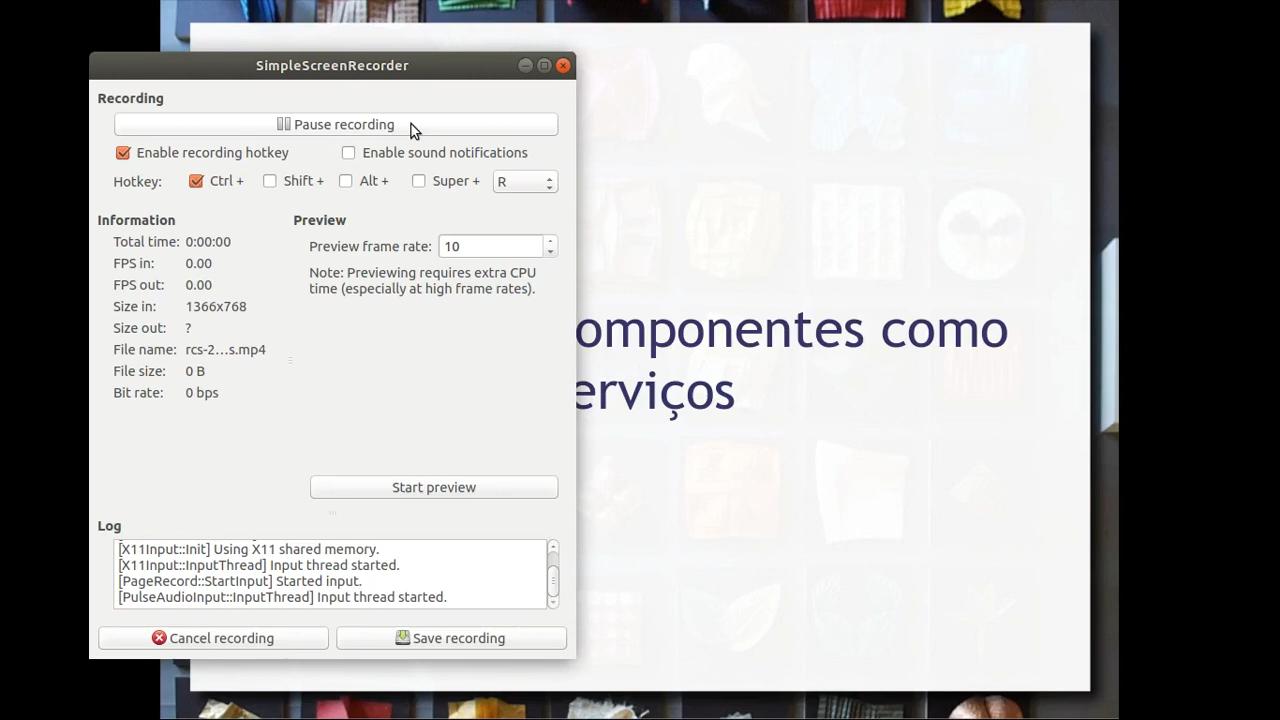 SimpleScreenRecorder
Recording
Pause recording
Enable recording hotkey
Enable sound notifications
Hotkey: Ctrl + Shift + Alt + Super + R
Information
Total time: 0:00:00
FPS in: 0.00
FPS out: 0.00
Size in: 1366x768
Size out: ?
File name: rcs-2...s.mp4
File size: 0 B
Bit rate: 0 bps
Preview
Preview frame rate: 10
Note: Previewing requires extra CPU
time (especially at high frame rates).
Start preview
Log
[X11Input::Init] Using X11 shared memory.
[X11Input::InputThread] Input thread started.
[PageRecord::StartInput] Started input.
[PulseAudioInput::InputThread] Input thread started.
Cancel recording
Save recording
omponentes como
erviços